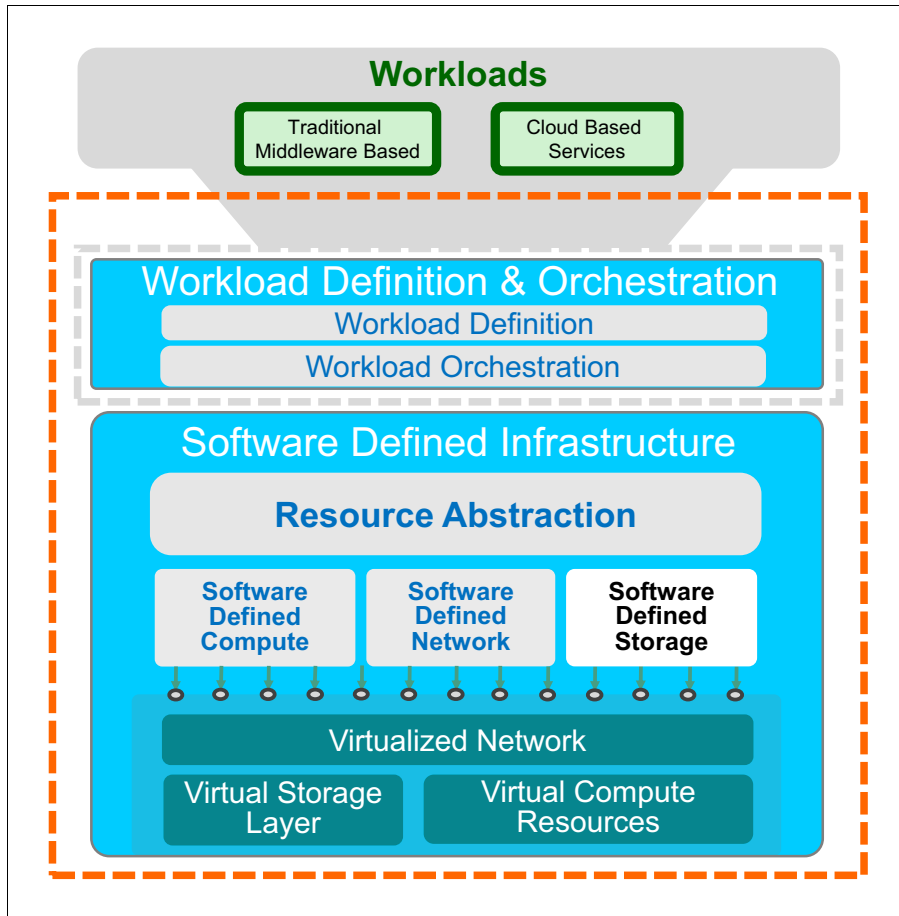 Workloads
Traditional
Middleware Based
Cloud Based
Services
Workload Definition & Orchestration
Workload Definition
Workload Orchestration
Software Defined Infrastructure
Resource Abstraction
Software
Defined
Compute
Software
Defined
Network
Software
Defined
Storage
Virtualized Network
Virtual Storage
Layer
Virtual Compute
Resources